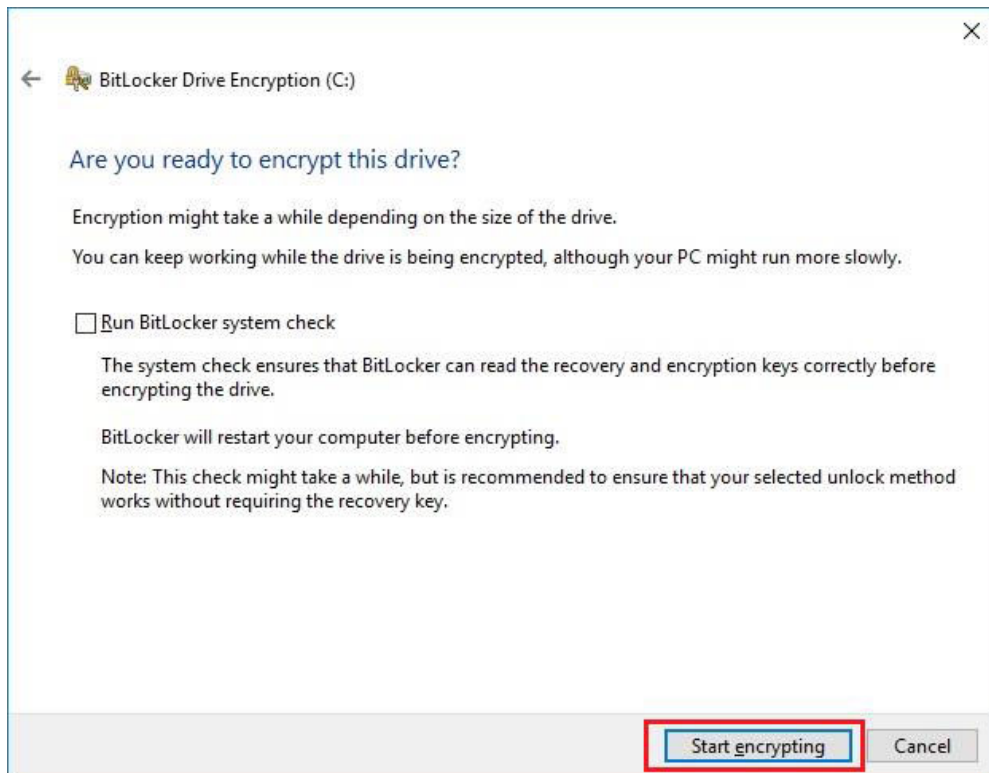 BitLocker Drive Encryption (C:)
Are you ready to encrypt this drive?
Encryption might take a while depending on the size of the drive.
You can keep working while the drive is being encrypted, although your PC might run more slowly.
Run BitLocker system check
The system check ensures that BitLocker can read the recovery and encryption keys correctly before
encrypting the drive.
BitLocker will restart your computer before encrypting.
Note: This check might take a while, but is recommended to ensure that your selected unlock method
works without requiring the recovery key.
Start encrypting Cancel